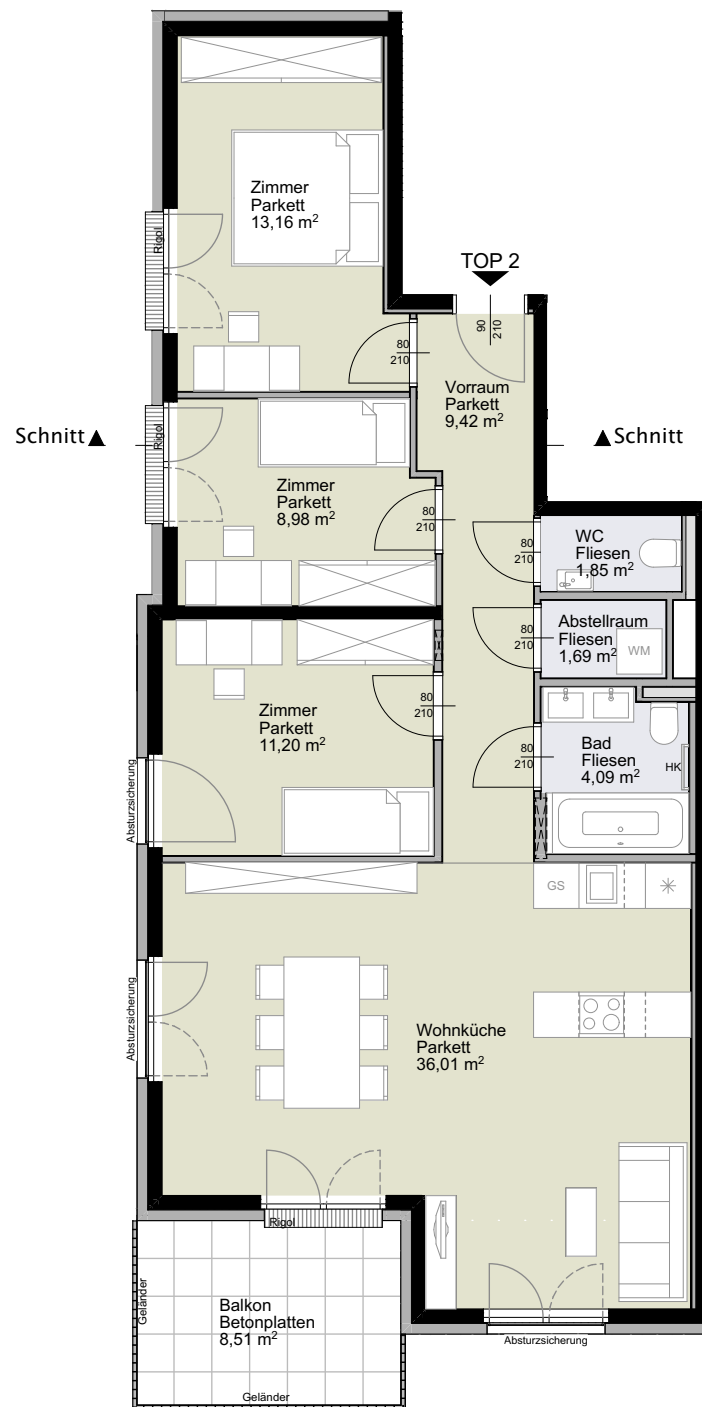 Zimmer
Parkett
13,16 m²
Rigol
TOP 2
90
210
80
210
Vorraum
Parkett
9,42 m²
Schnitt▲
▲Schnitt
Rigol
Zimmer
Parkett
8,98 m²
80
210
80
210
WC
Fliesen
1,85 m²
Abstellraum
Fliesen
1,69 m²
WM
80
210
Zimmer
Parkett
11,20 m²
80
210
80
210
Bad
Fliesen
4,09 m²
HK
Absturzsicherung
GS
Absturzsicherung
Wohnküche
Parkett
36,01 m²
Rigol
Geländer
Balkon
Betonplatten
8,51 m²
Absturzsicherung
Geländer